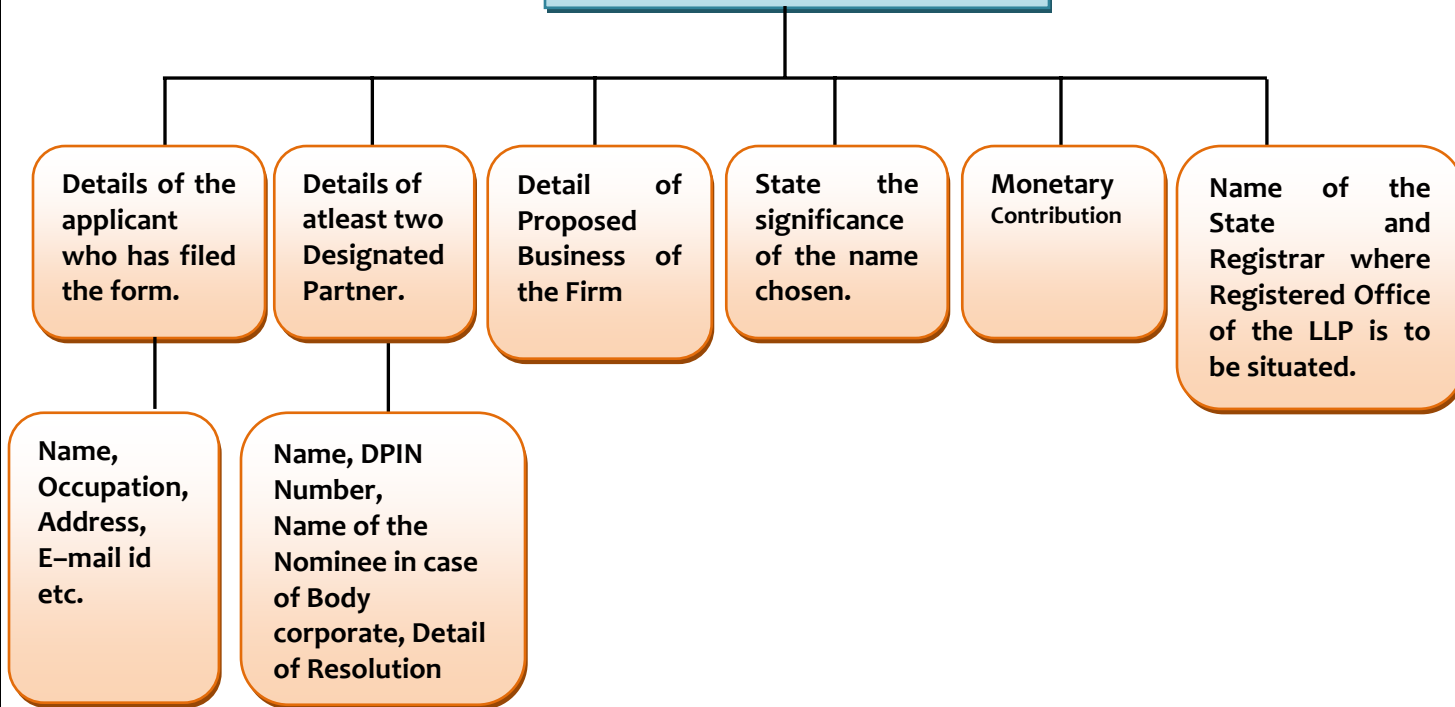 Details of the
applicant
who has filed
the form.
Details of
atleast two
Designated
Partner.
Detail of
Proposed
Business of
the Firm
State the
significance
of the name
chosen.
Monetary
Contribution
Name of the
State and
Registrar where
Registered Office
of the LLP is to
be situated.
Name,
Occupation,
Address,
E–mail id
etc.
Name, DPIN
Number,
Name of the
Nominee in case
of Body
corporate, Detail
of Resolution